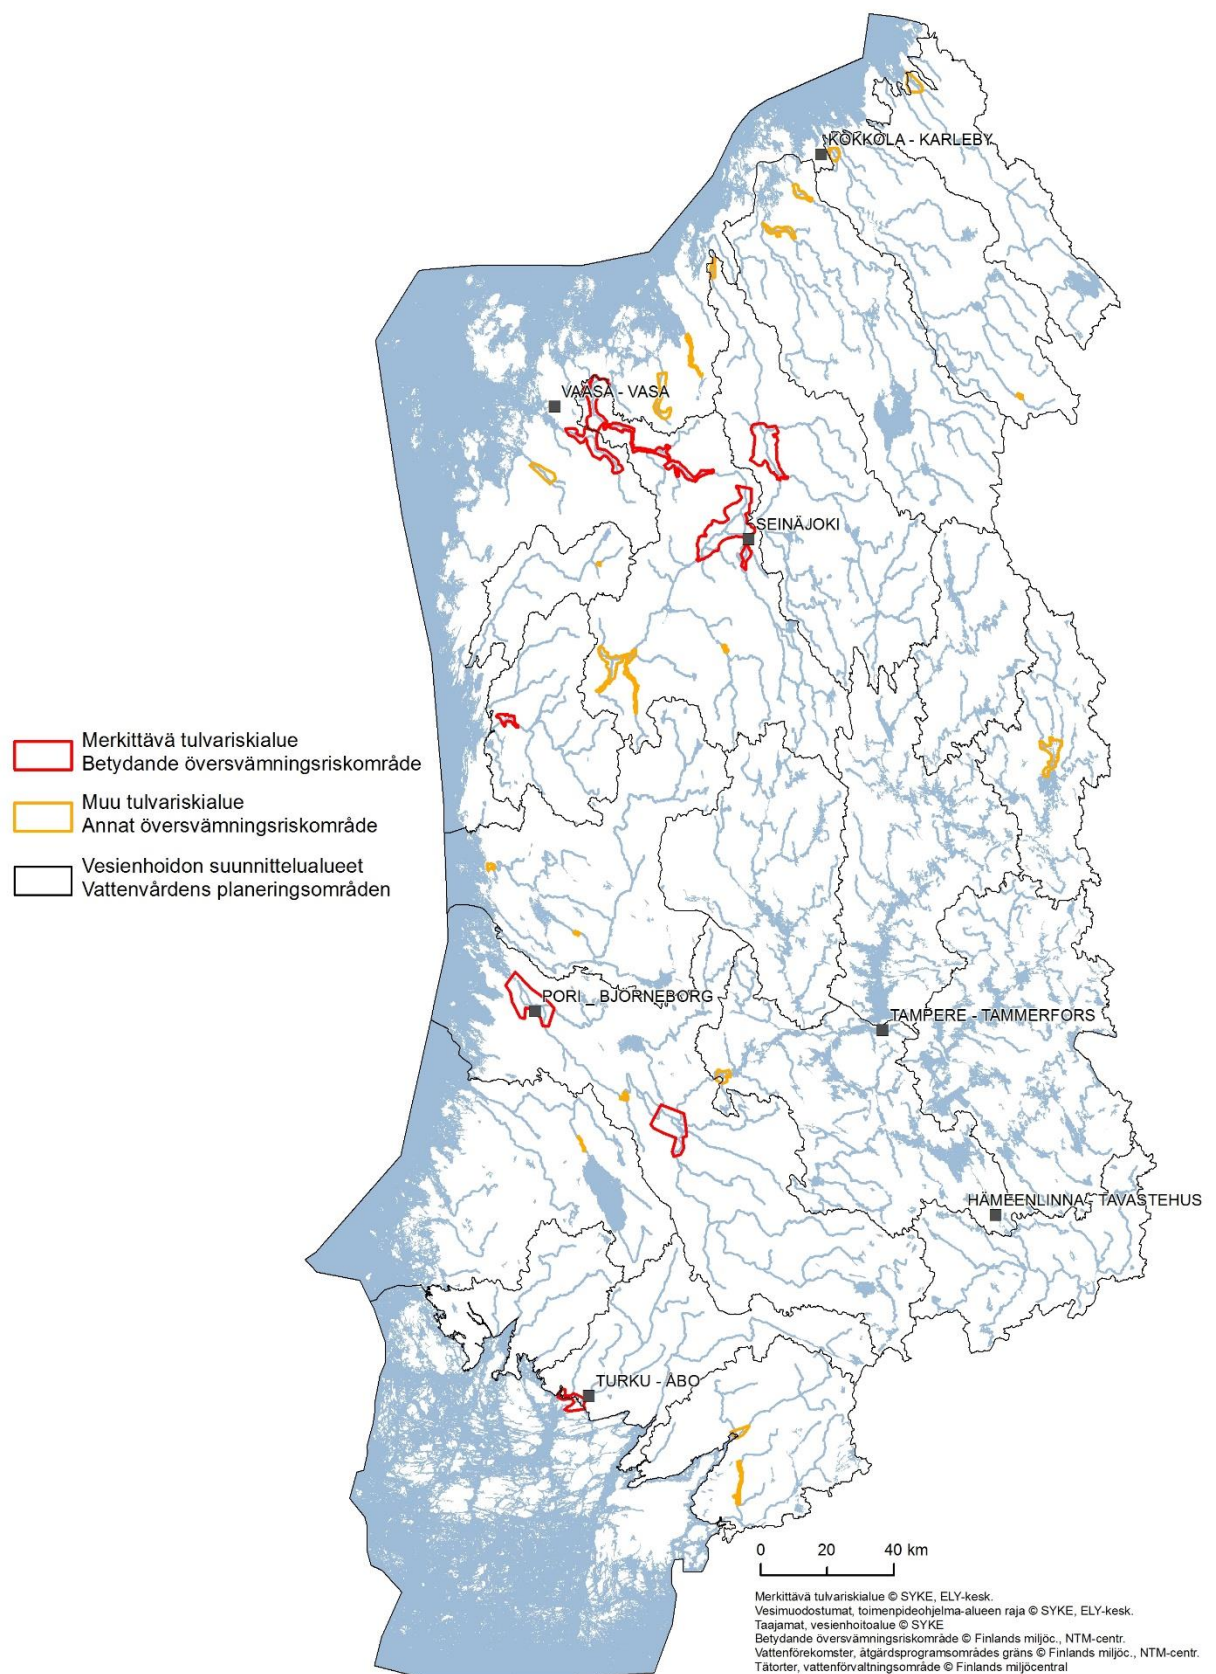 KOKKOLA - KARLEBY
VAASA - VASA
SEINÄJOKI
Merkittävä tulvariskialue
Betydande översvämningsriskområde
Muu tulvariskialue
Annat översvämningsriskområde
Vesienhoidon suunnittelualueet
Vattenvårdens planeringsområden
PORI _ BJÖRNEBORG
TAMPERE - TAMMERFORS
HÄMEENLINNA - TAVASTEHUS
TURKU - ÅBO
0 20 40 km
Merkittävä tulvariskialue © SYKE, ELY-kesk.
Vesimuodostumat, toimenpideohjelma-alueen raja © SYKE, ELY-kesk.
Taajamat, vesienhoitoalue © SYKE
Betydande översvämningsriskområde © Finlands miljöc., NTM-centr.
Vattenförekomster, åtgärdsprogramsområdes gräns © Finlands miljöc., NTM-centr.
Tätorter, vattenförvaltningsområde © Finlands miljöcentral